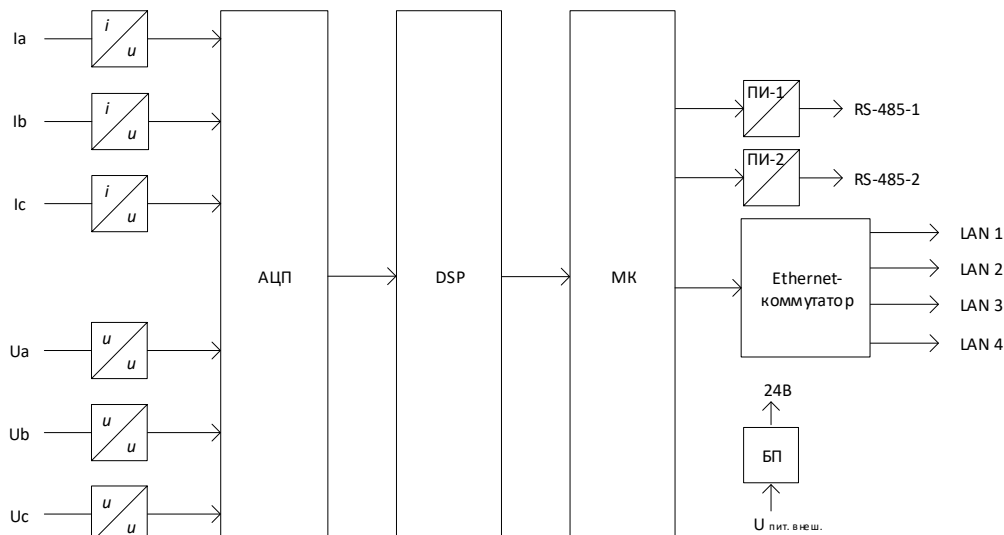 Ia
i
u
Ib
i
u
Ic
i
u
Ua
u
u
Ub
u
u
Uc
u
u
АЦП
DSP
МК
ПИ-1
RS-485-1
ПИ-2
RS-485-2
Ethernet-
коммутатор
LAN 1
LAN 2
LAN 3
LAN 4
24В
БП
U пит. внеш.